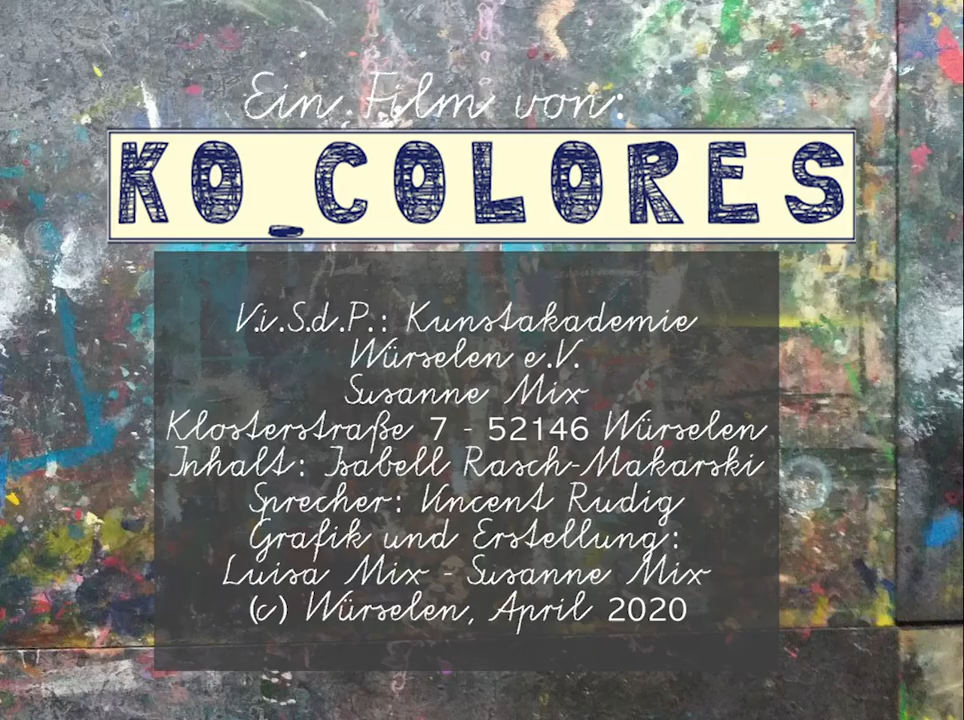 Ein Film von:
KO_COLORES
V.i.S.d.P.: Kunstakademie
Würselen e.V.
Susanne Mix
Klosterstraße 7 - 52146 Würselen
Inhalt: Isabell Rasch-Makarski
Sprecher: Vincent Rudig
Grafik und Erstellung:
Luisa Mix - Susanne Mix
(c) Würselen, April 2020